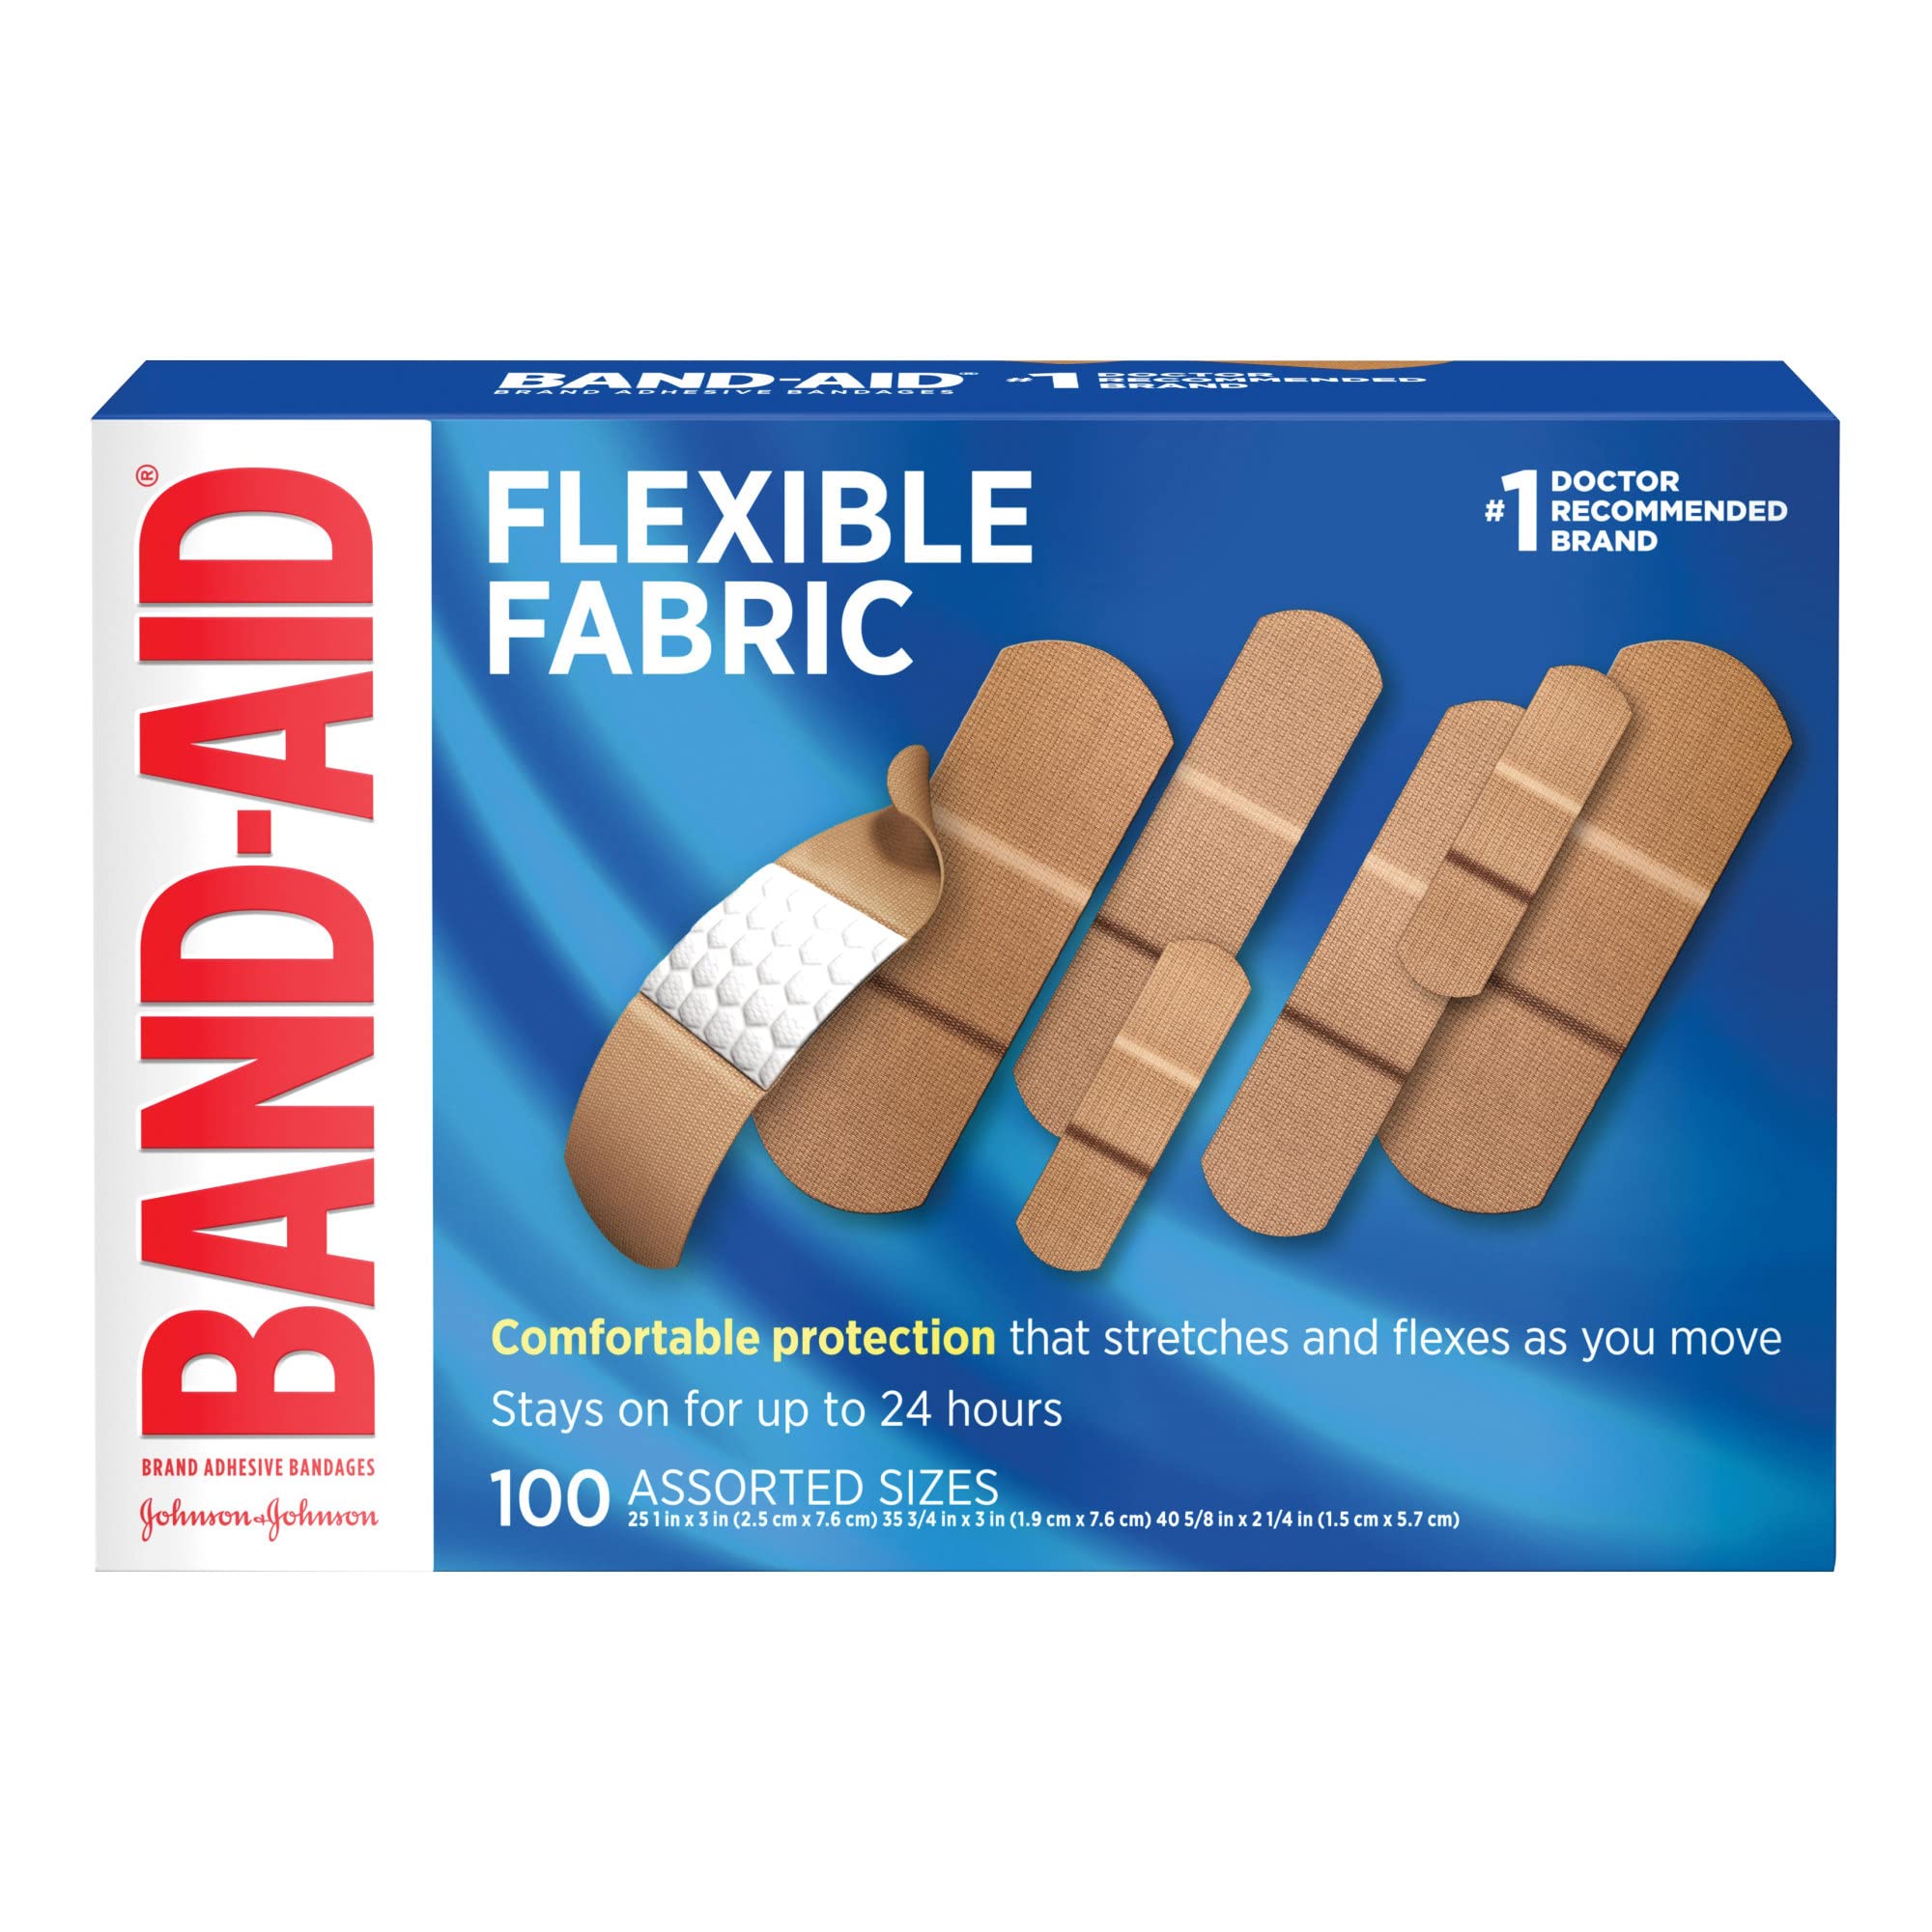 BAND-AID®
BRAND ADHESIVE BANDAGES
#1 DOCTOR
RECOMMENDED
BRAND
BAND-AID®
BRAND ADHESIVE BANDAGES
Johnson & Johnson
FLEXIBLE
FABRIC
#1 DOCTOR
RECOMMENDED
BRAND
Comfortable protection that stretches and flexes as you move
Stays on for up to 24 hours
100 ASSORTED SIZES
25 1 in x 3 in (2.5 cm x 7.6 cm) 35 3/4 in x 3 in (1.9 cm x 7.6 cm) 40 5/8 in x 2 1/4 in (1.5 cm x 5.7 cm)